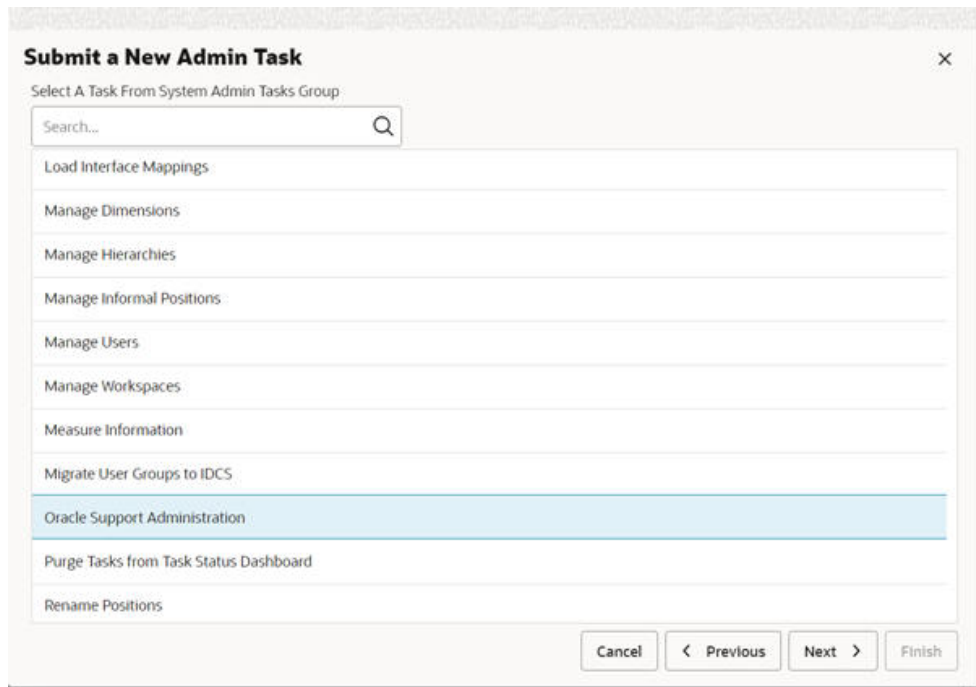 Submit a New Admin Task
Select A Task From System Admin Tasks Group
Search...
Load Interface Mappings
Manage Dimensions
Manage Hierarchies
Manage Informal Positions
Manage Users
Manage Workspaces
Measure Information
Migrate User Groups to IDCS
Oracle Support Administration
Purge Tasks from Task Status Dashboard
Rename Positions
Cancel Previous Next Finish